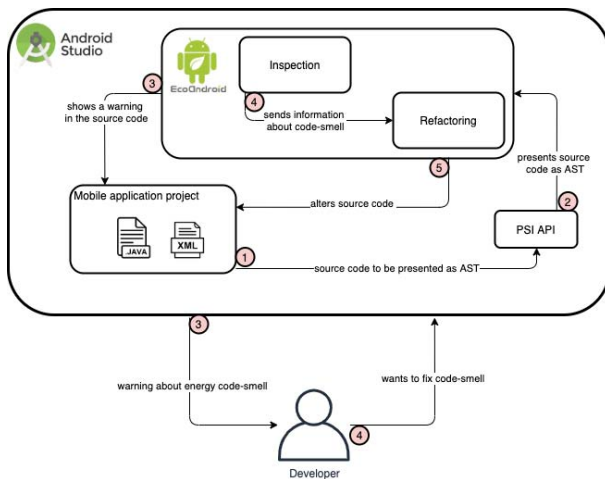 Android
Studio
EcoAndroid
Inspection
3
4
shows a warning
in the source code
sends information
about code-smell
Refactoring
5
presents source
code as AST
Mobile application project
alters source code
2
.JAVA
XML
PSI API
1
source code to be presented as AST
3
warning about energy code-smell
wants to fix code-smell
4
Developer